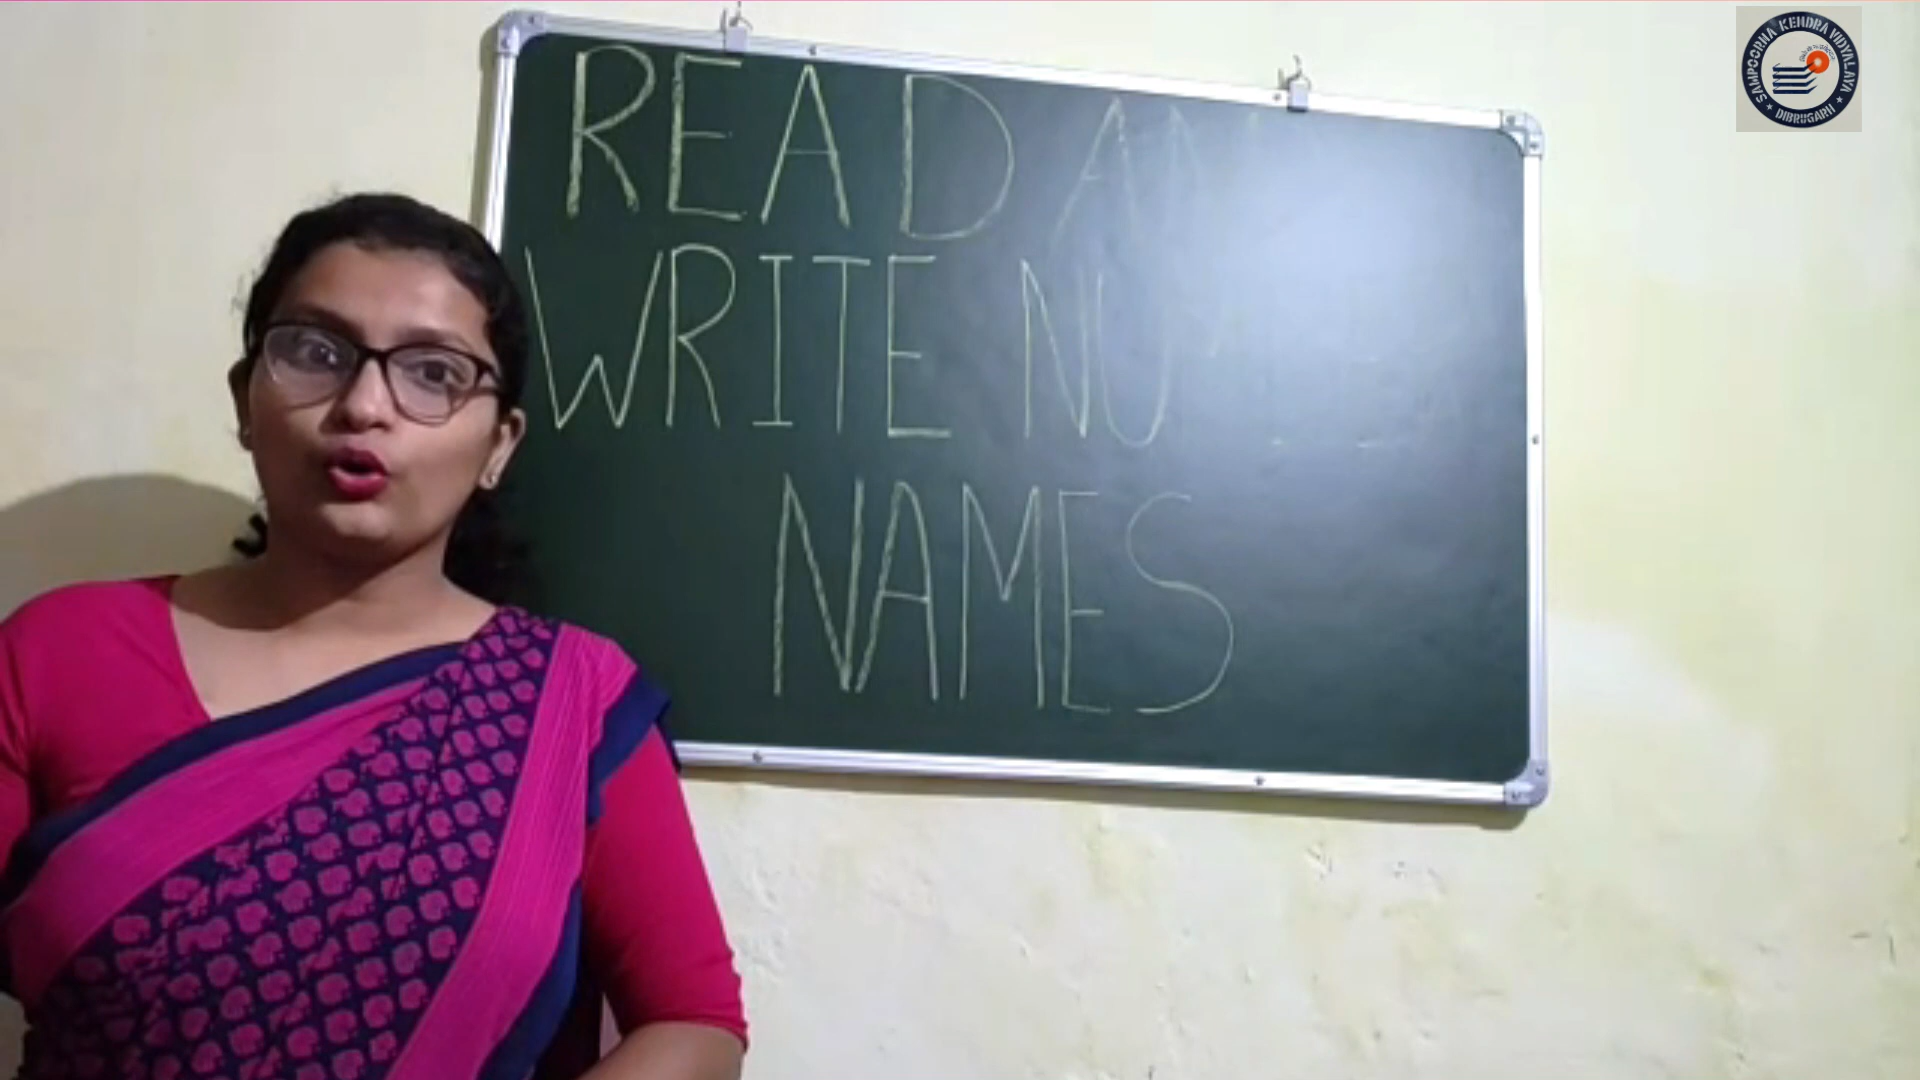 READ
WRITE
NAMES
SAMPOORNA KENDRA VIDYALAYA
DIBRUGARH